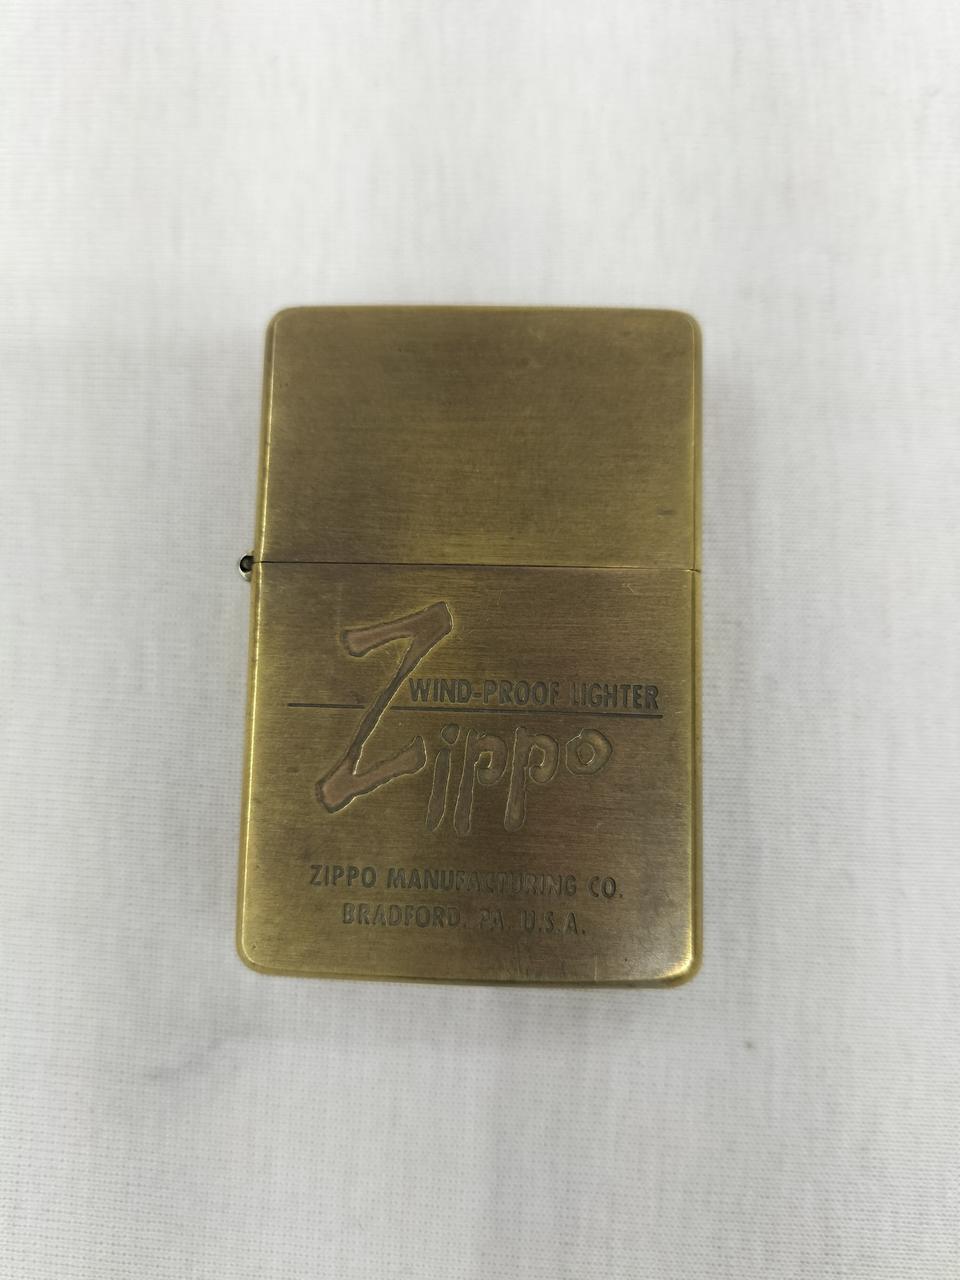 WIND-PROOF LIGHTER
Zippo
ZIPPO MANUFACTURING CO.
BRADFORD. PA. U.S.A.